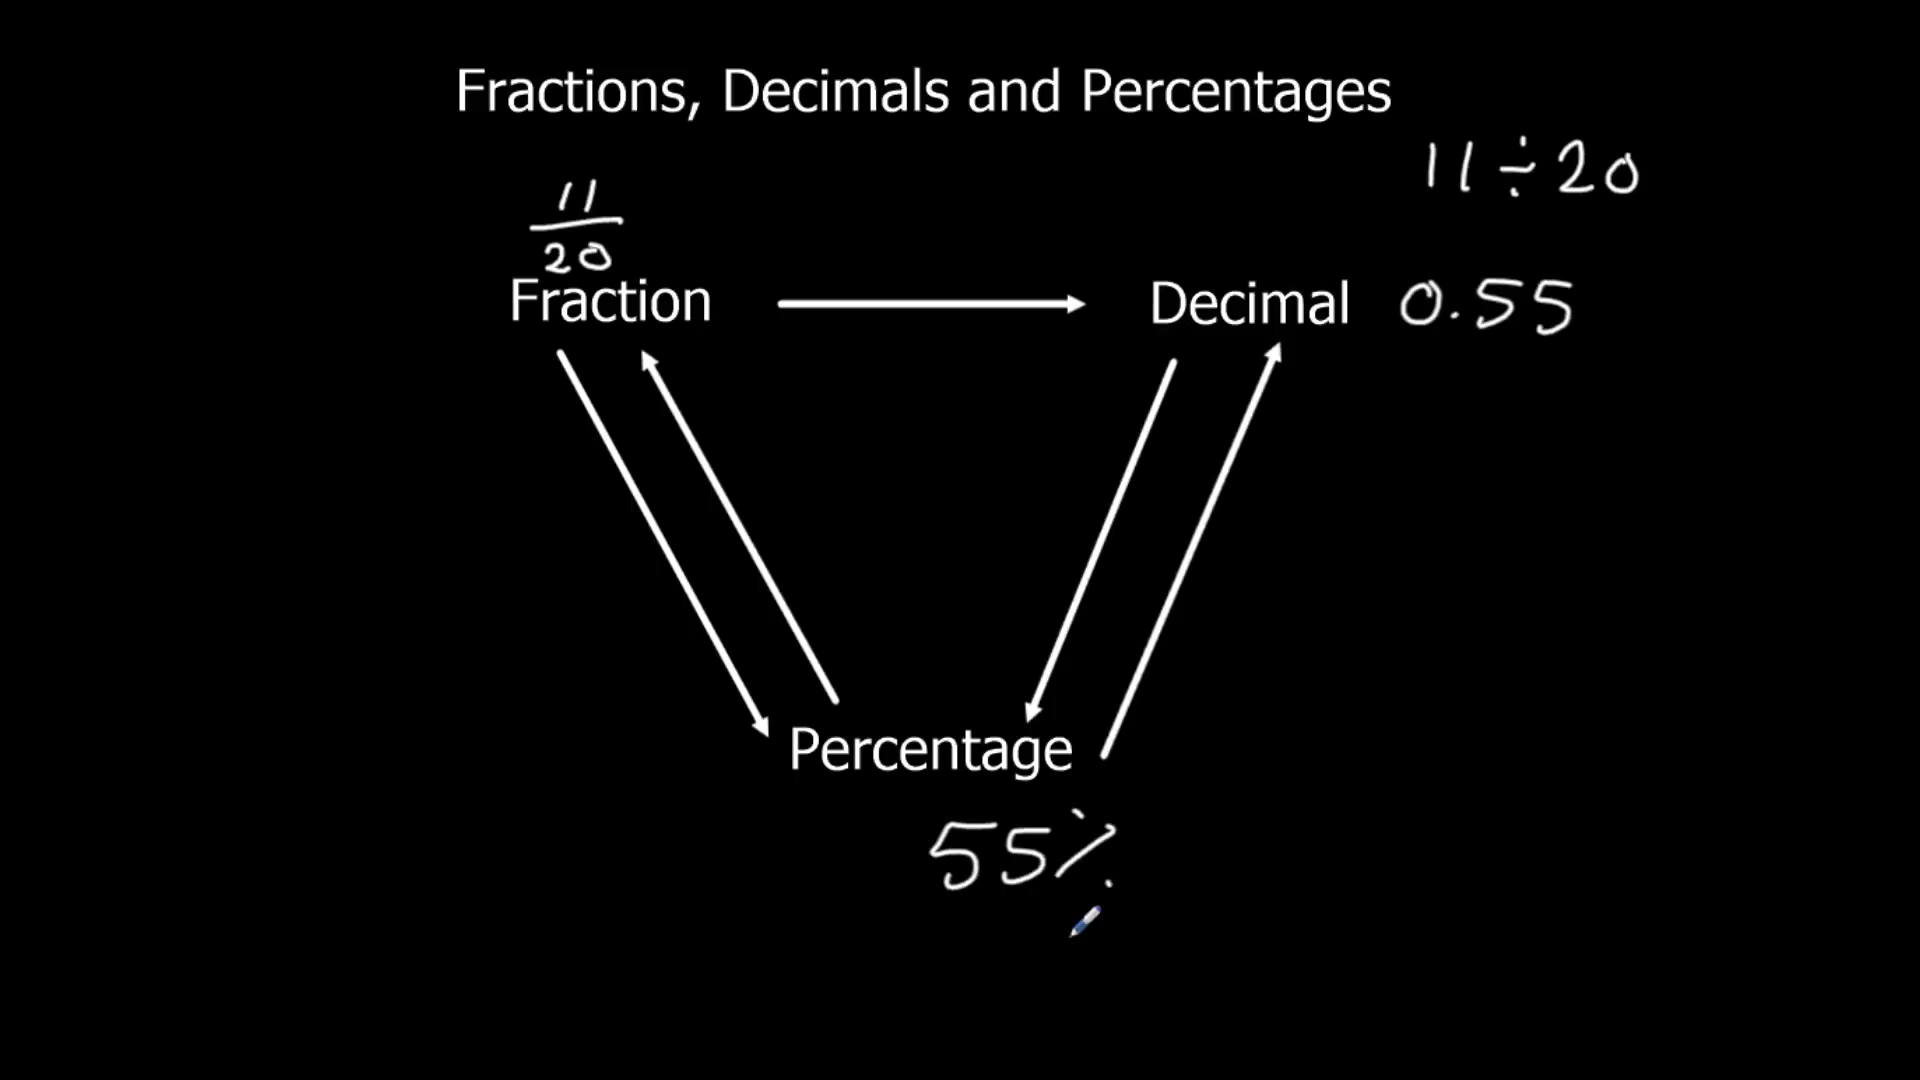 Fractions, Decimals and Percentages
11 ÷ 20
11
20
Fraction
Decimal 0.55
Percentage
55%